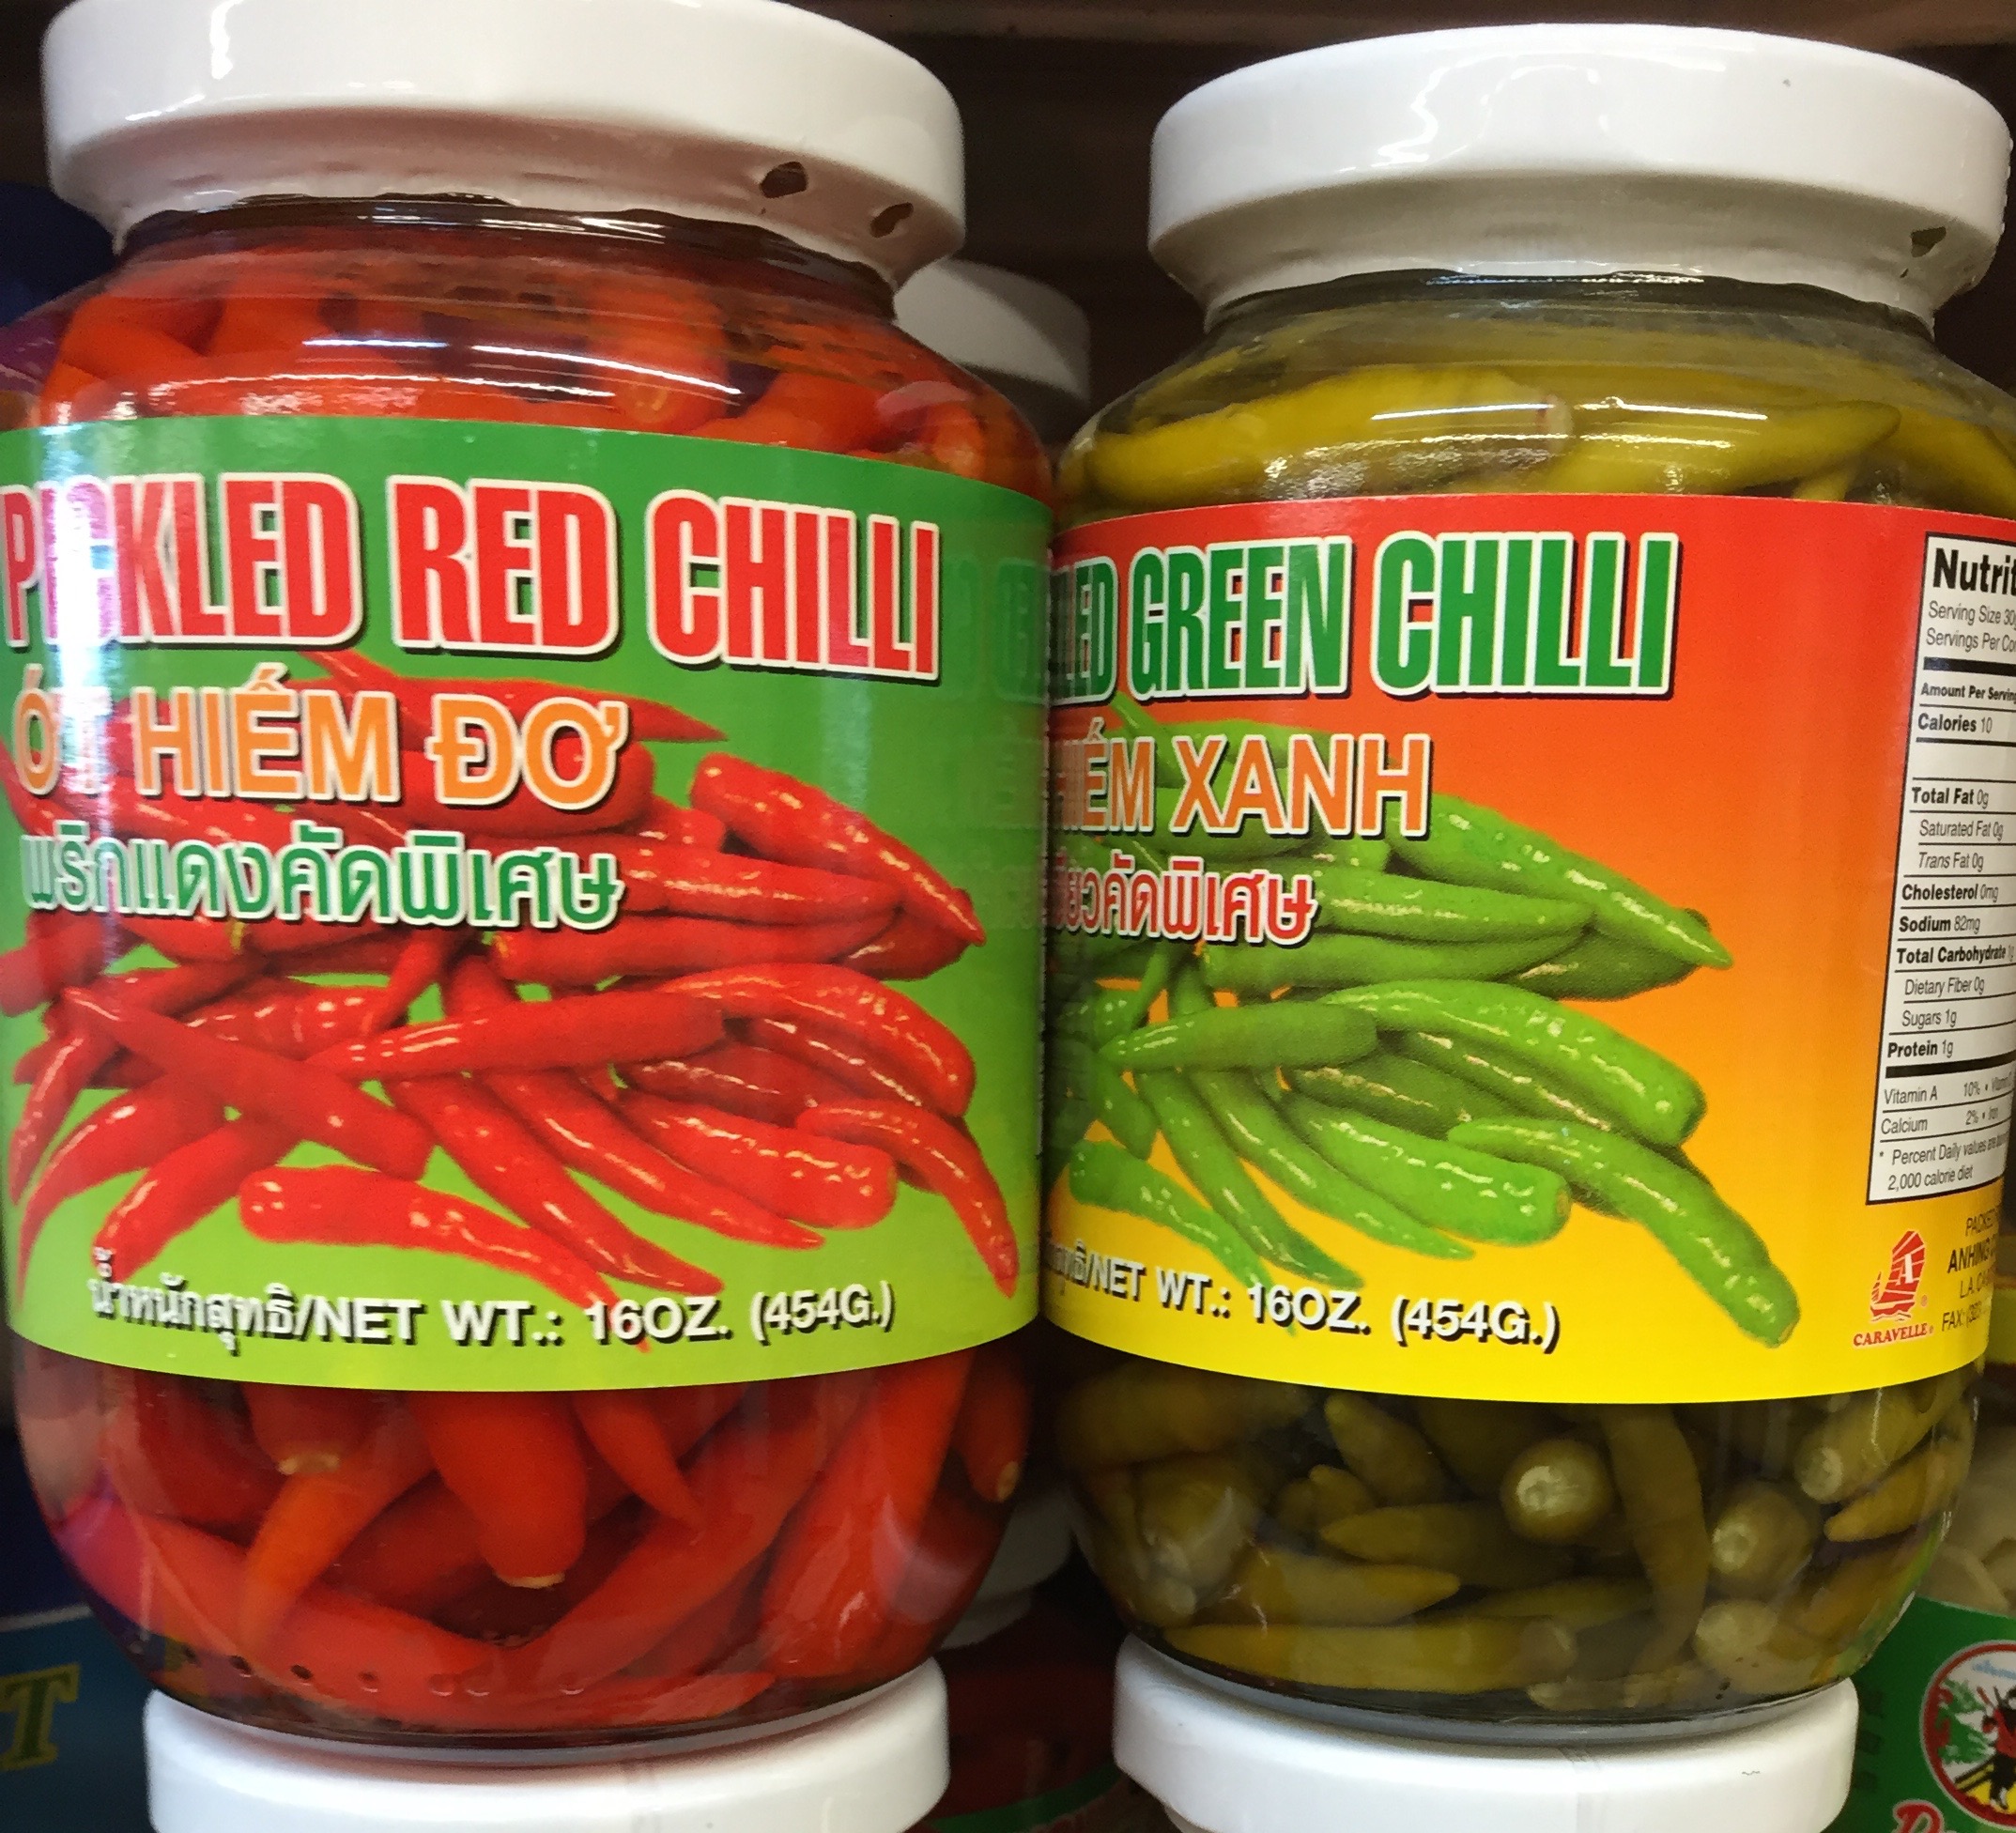 PICKLED RED CHILLI
ỚT HIẾM ĐƠ
พริกแดงคัดพิเศษ
น้ำหนักสุทธิ/NET WT.: 16OZ. (454G.)
GREEN CHILLI
XANH
คัดพิเศษ
/NET WT.: 16OZ. (454G.)
Serving Size
Servings Per
Amount Per Serving
Calories 10
Total Fat 0g
Saturated Fat 0g
Trans Fat 0g
Cholesterol 0mg
Sodium 82mg
Total Carbohydrate
Dietary Fiber 0g
Sugars 1g
Protein 1g
Vitamin A 10% •
Calcium 2% • Iron
* Percent Daily values are
2,000 calorie diet
CARAVELLE®
ANHING
FAX:
T